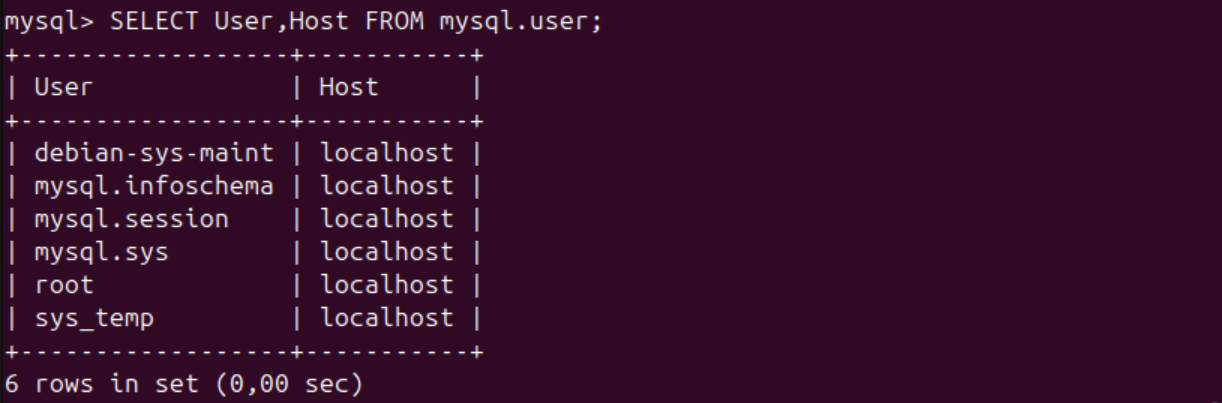 mysql> SELECT User,Host FROM mysql.user;
+------------------+-----------+
| User             | Host      |
+------------------+-----------+
| debian-sys-maint | localhost |
| mysql.infoschema | localhost |
| mysql.session    | localhost |
| mysql.sys        | localhost |
| root             | localhost |
| sys_temp         | localhost |
+------------------+-----------+
6 rows in set (0,00 sec)